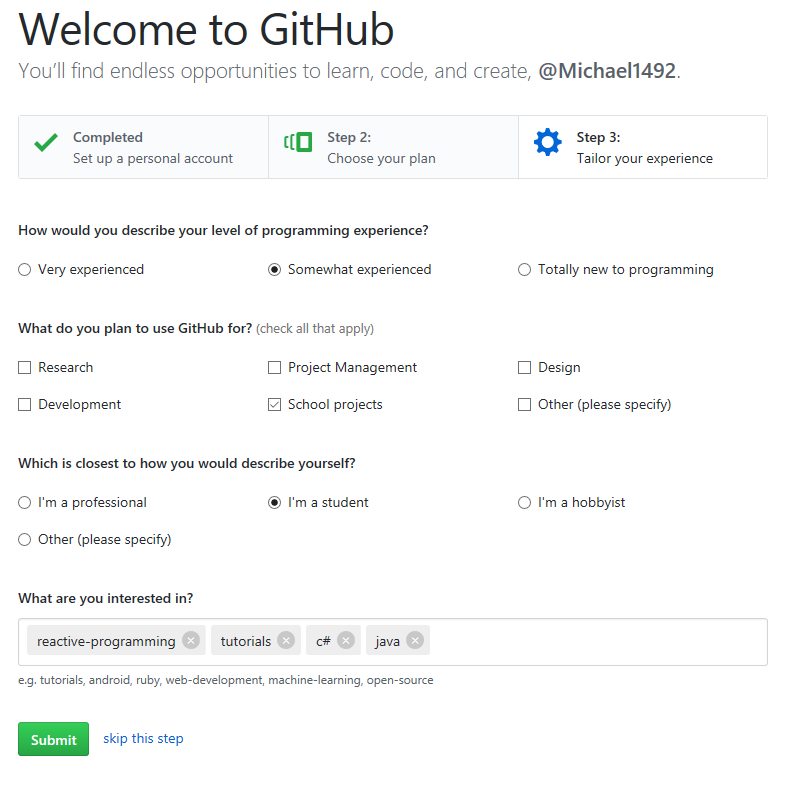 Welcome to GitHub
You'll find endless opportunities to learn, code, and create, @Michael1492.
Completed
Set up a personal account
Step 2:
Choose your plan
Step 3:
Tailor your experience
How would you describe your level of programming experience?
Very experienced Somewhat experienced Totally new to programming
What do you plan to use GitHub for? (check all that apply)
Research Project Management Design
Development School projects Other (please specify)
Which is closest to how you would describe yourself?
I'm a professional I'm a student I'm a hobbyist
Other (please specify)
What are you interested in?
reactive-programming tutorials c# java
e.g. tutorials, android, ruby, web-development, machine-learning, open-source
Submit skip this step